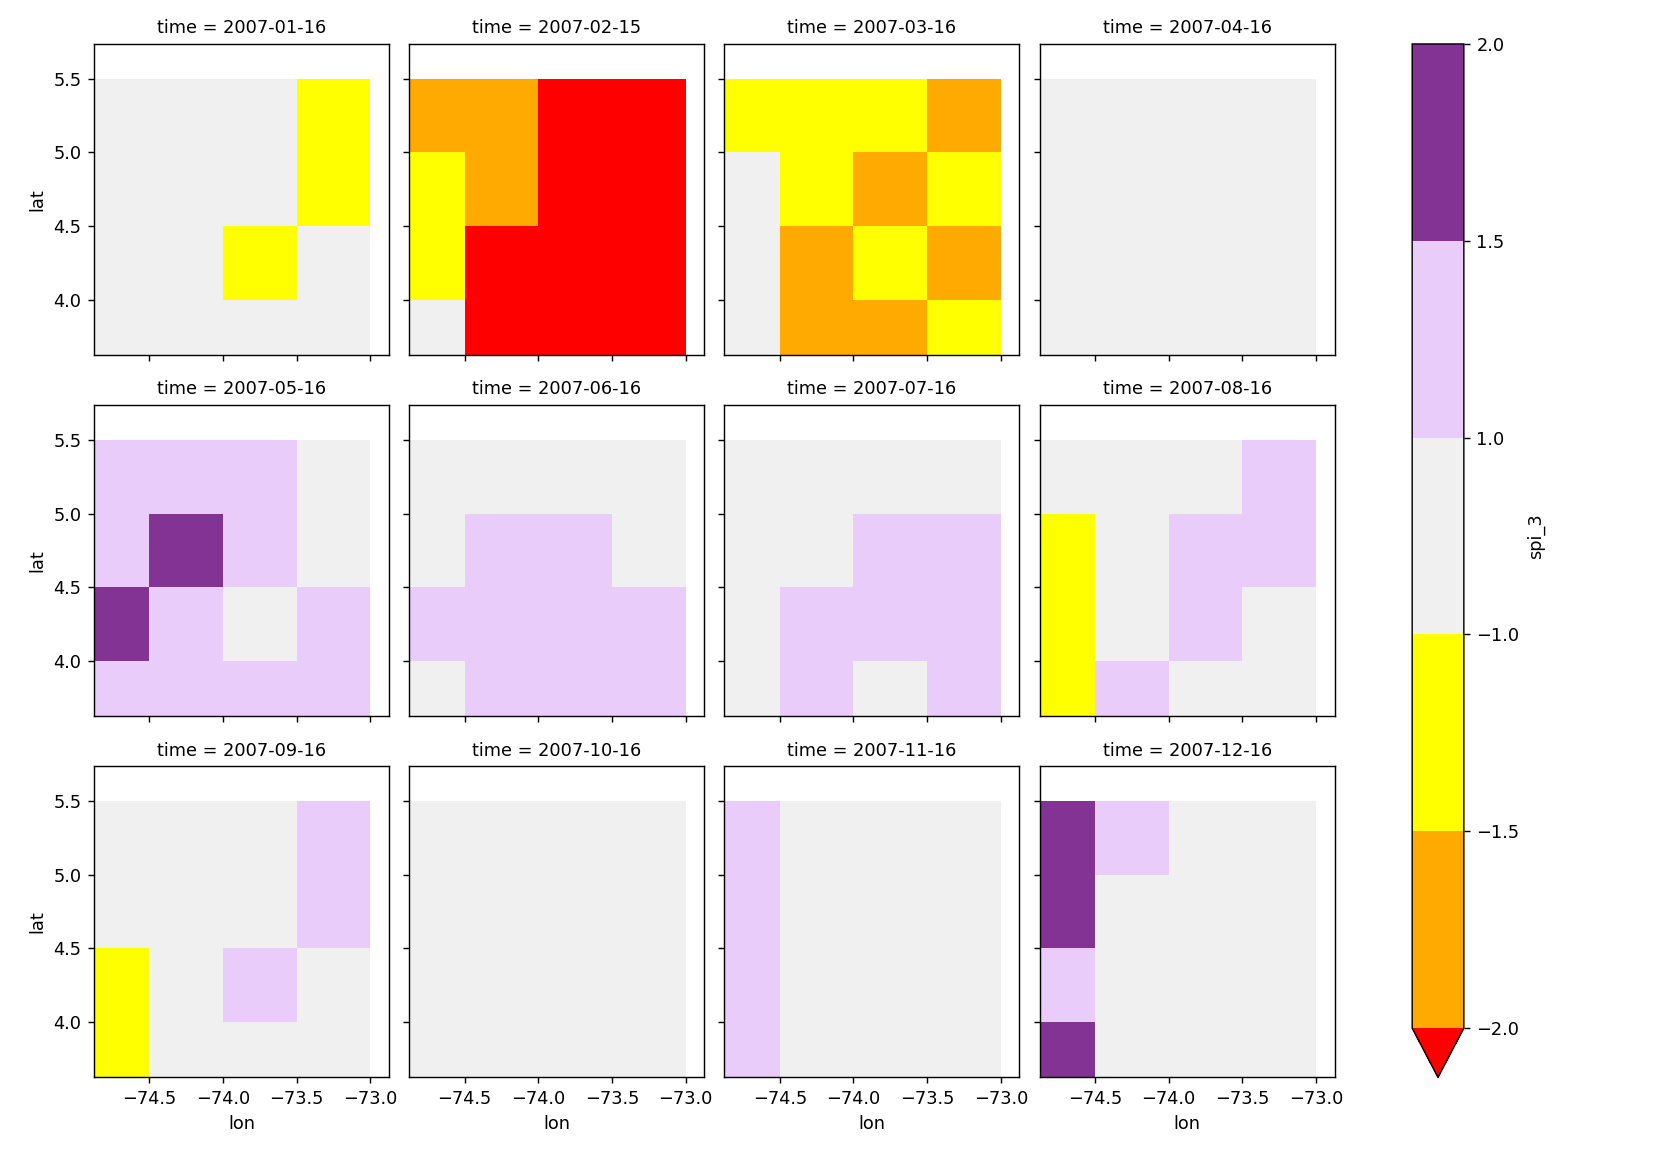 time = 2007-01-16
time = 2007-02-15
time = 2007-03-16
time = 2007-04-16
5.5
5.0
4.5
4.0
lat
time = 2007-05-16
time = 2007-06-16
time = 2007-07-16
time = 2007-08-16
5.5
5.0
4.5
4.0
lat
time = 2007-09-16
time = 2007-10-16
time = 2007-11-16
time = 2007-12-16
5.5
5.0
4.5
4.0
lat
−74.5 −74.0 −73.5 −73.0
lon
−74.5 −74.0 −73.5 −73.0
lon
−74.5 −74.0 −73.5 −73.0
lon
−74.5 −74.0 −73.5 −73.0
lon
2.0
1.5
1.0
−1.0
−1.5
−2.0
spi_3